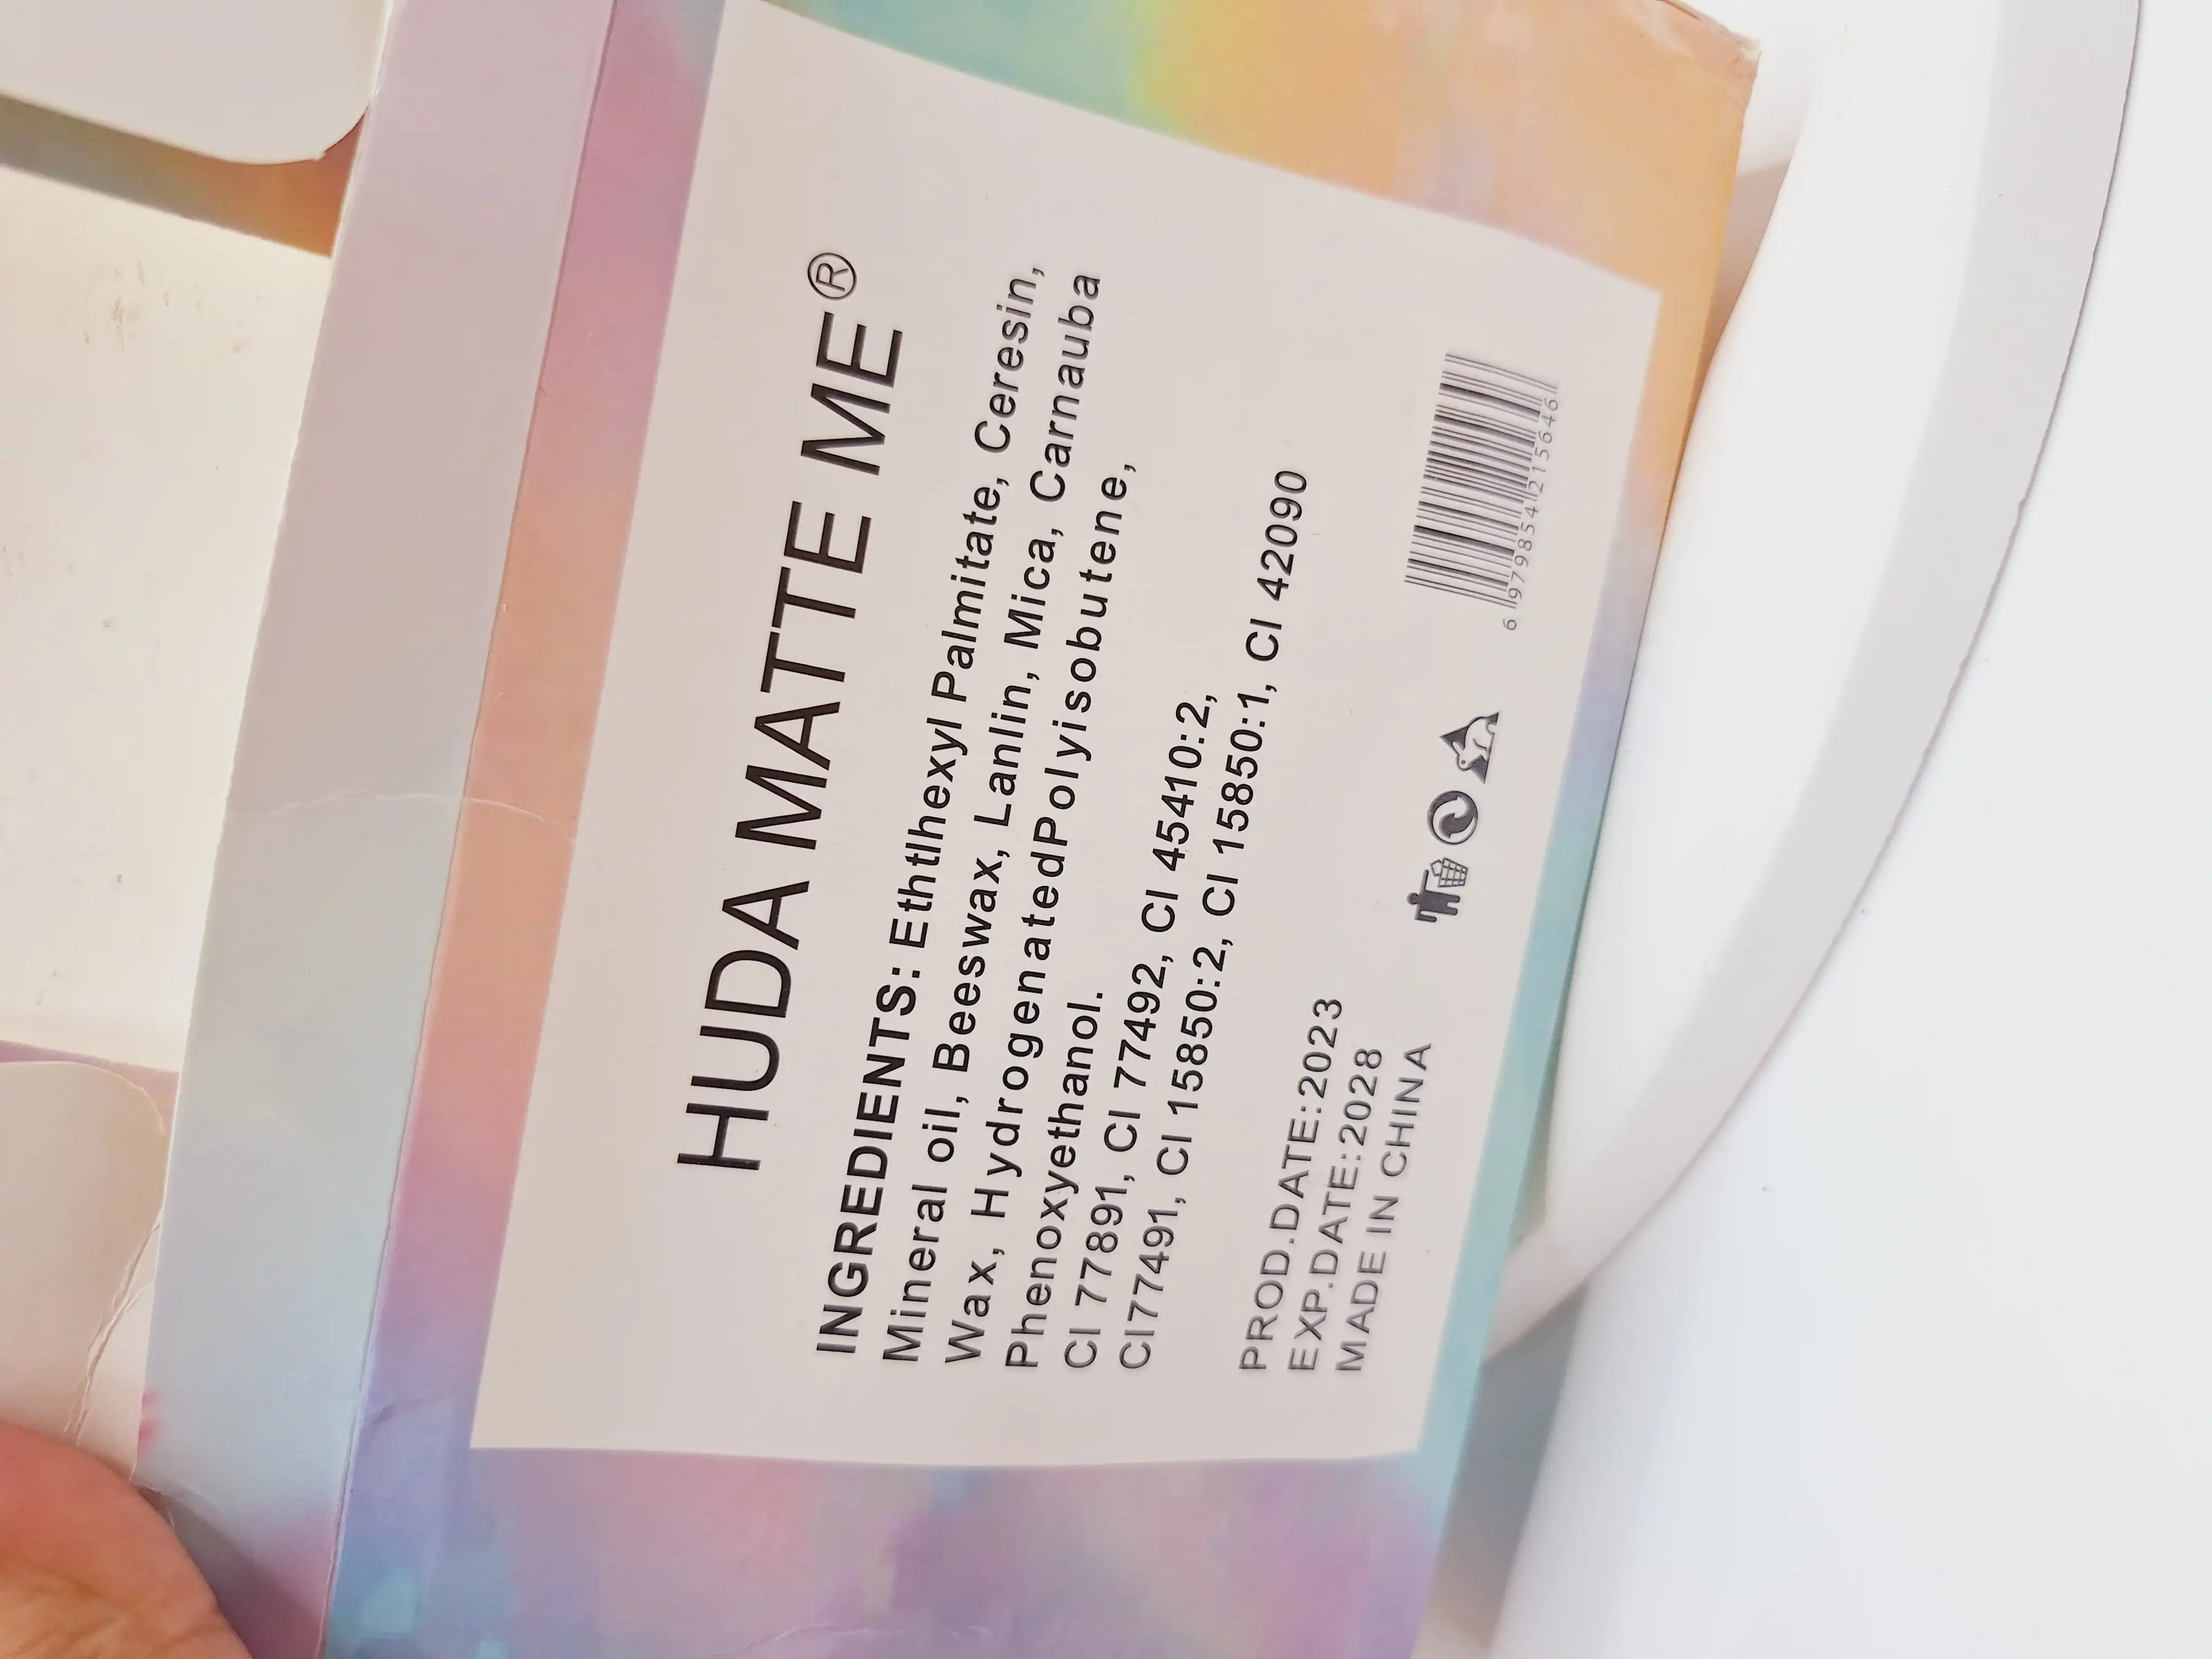 HUDA MATTE ME®
INGREDIENTS: Ethtlhexyl Palmitate, Ceresin,
Mineral oil, Beeswax, Lanlin, Mica, Carnauba
Wax, HydrogenatedPolyisobutene,
Phenoxyethanol.
CI 77891, CI 77492, CI 45410:2,
CI77491, CI 15850:2, CI 15850:1, CI 42090
PROD.DATE:2023
EXP.DATE:2028
MADE IN CHINA
6 979854 215646